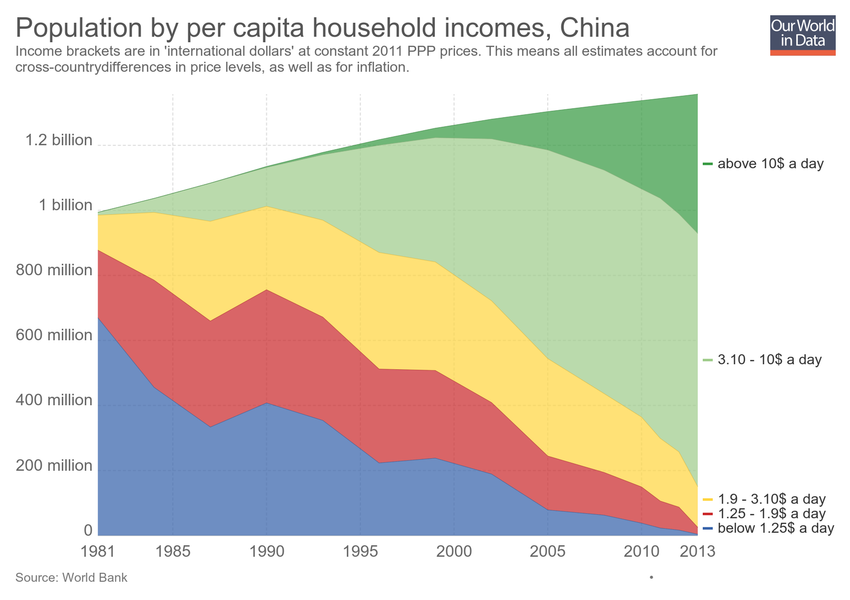 Population by per capita household incomes, China
Our World
in Data
Income brackets are in 'international dollars' at constant 2011 PPP prices. This means all estimates account for
cross-countrydifferences in price levels, as well as for inflation.
1.2 billion
1 billion
800 million
600 million
400 million
200 million
0
1981
1985
1990
1995
2000
2005
2010
2013
above 10$ a day
3.10 - 10$ a day
1.9 - 3.10$ a day
1.25 - 1.9$ a day
below 1.25$ a day
Source: World Bank